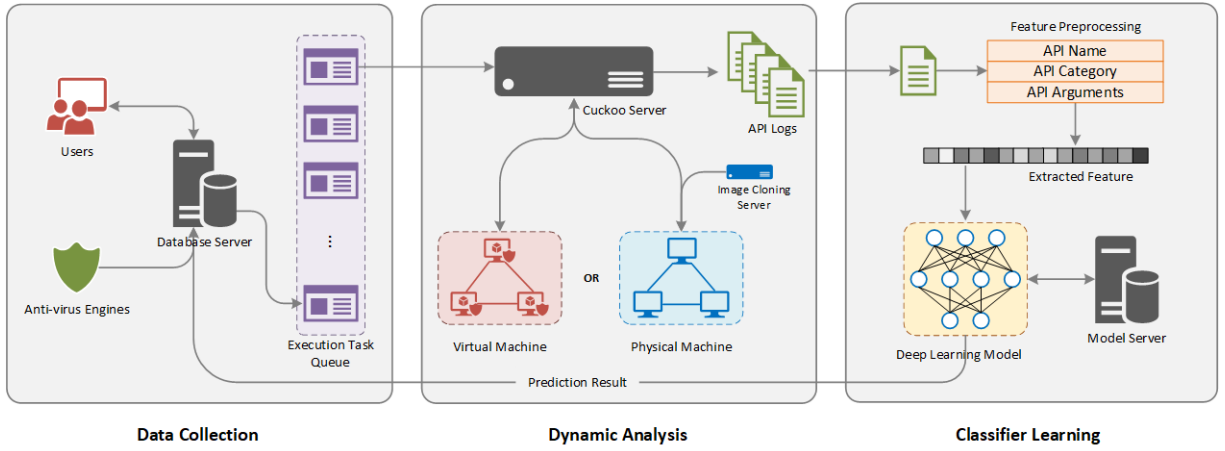 Users
Database Server
Anti-virus Engines
...
Execution Task
Queue
Data Collection
Cuckoo Server
API Logs
Image Cloning
Server
OR
Virtual Machine
Physical Machine
Prediction Result
Dynamic Analysis
Feature Preprocessing
API Name
API Category
API Arguments
Extracted Feature
Deep Learning Model
Model Server
Classifier Learning